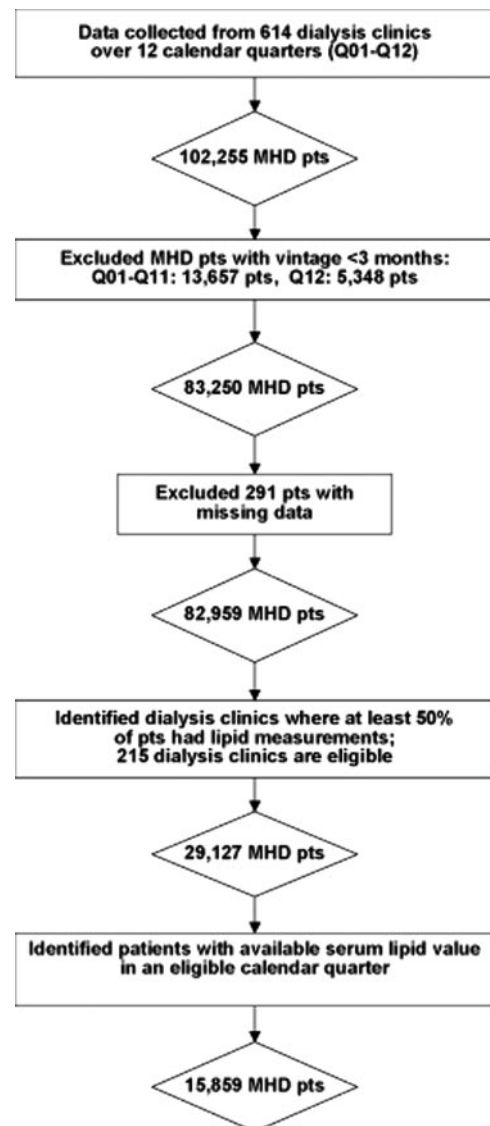 Data collected from 614 dialysis clinics
over 12 calendar quarters (Q01-Q12)
102,255 MHD pts
Excluded MHD pts with vintage <3 months:
Q01-Q11: 13,657 pts, Q12: 5,348 pts
83,250 MHD pts
Excluded 291 pts with
missing data
82,959 MHD pts
Identified dialysis clinics where at least 50%
of pts had lipid measurements;
215 dialysis clinics are eligible
29,127 MHD pts
Identified patients with available serum lipid value
in an eligible calendar quarter
15,859 MHD pts